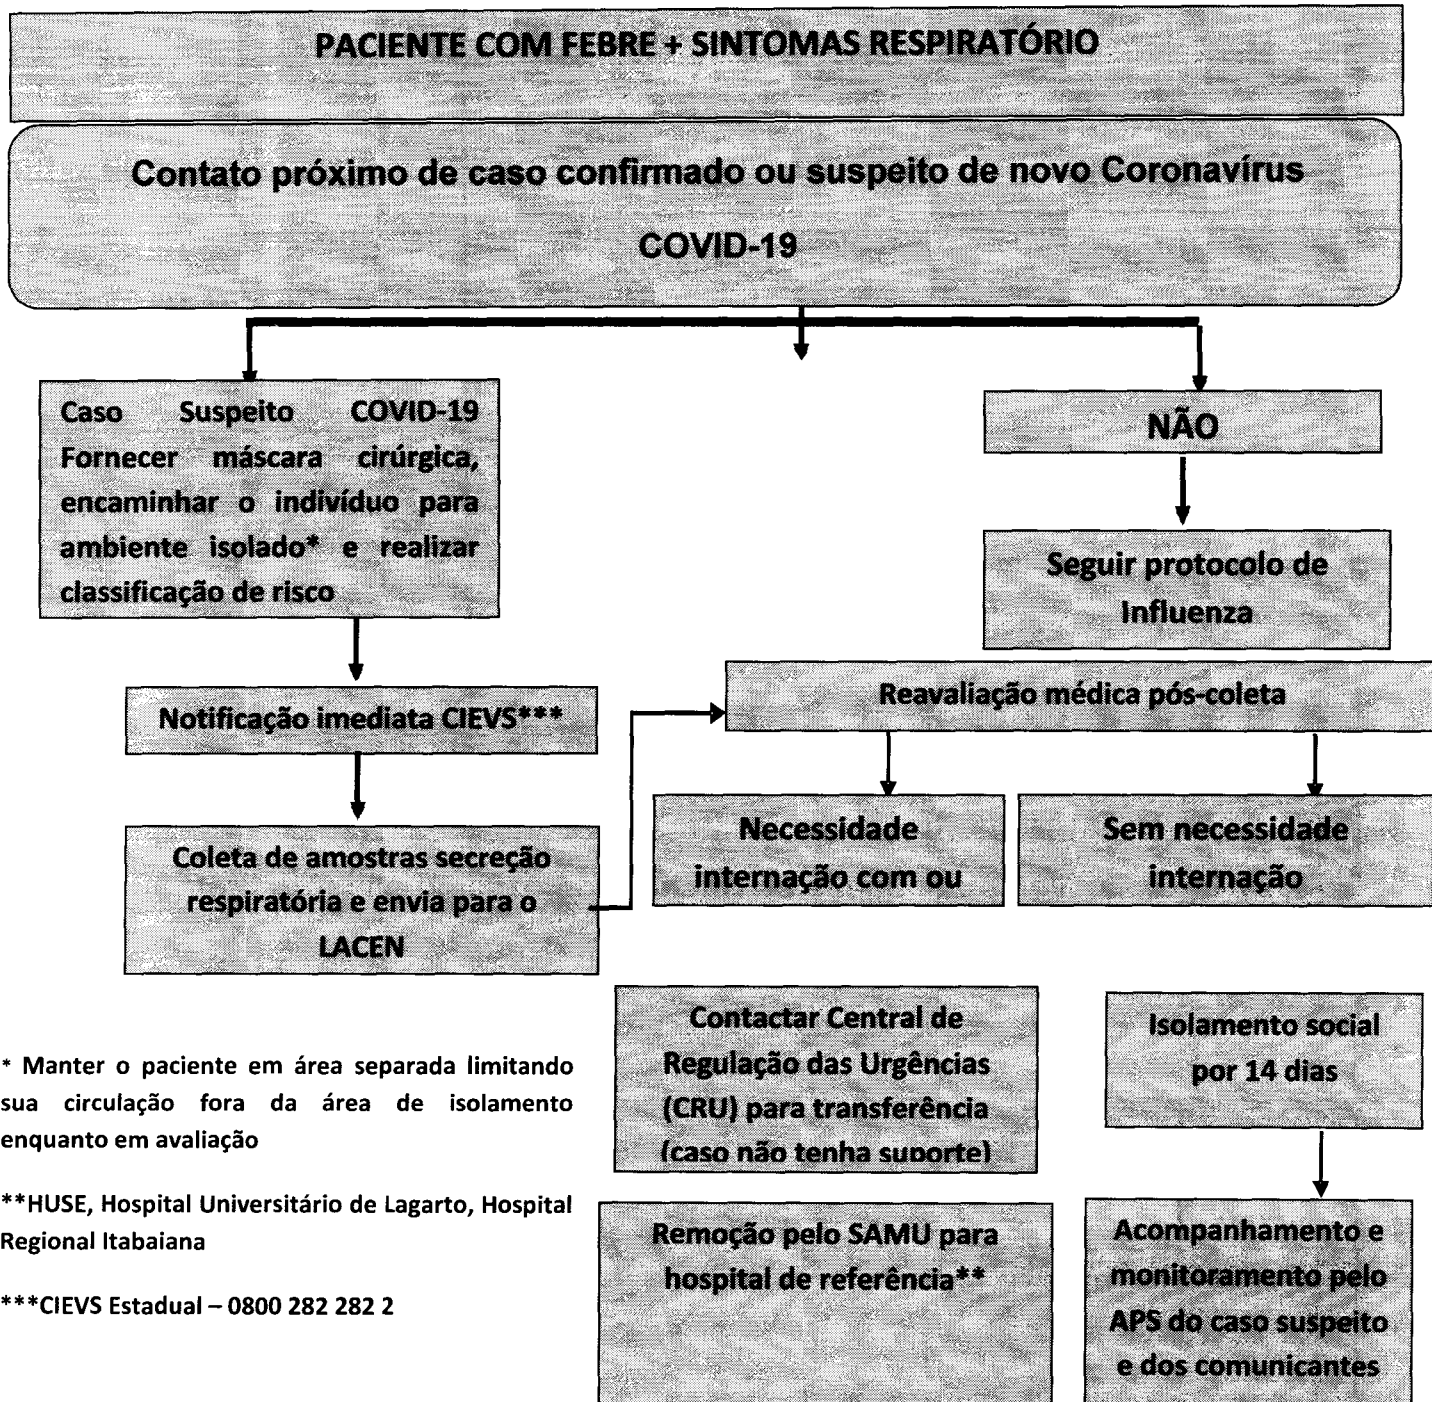 PACIENTE COM FEBRE + SINTOMAS RESPIRATÓRIO
Contato próximo de caso confirmado ou suspeito de novo Coronavírus
COVID-19
Caso Suspeito COVID-19
Fornecer máscara cirúrgica,
encaminhar o indivíduo para
ambiente isolado* e realizar
classificação de risco
NÃO
Seguir protocolo de
Influenza
Notificação imediata CIEVS***
Reavaliação médica pós-coleta
Coleta de amostras secreção
respiratória e envia para o
LACEN
Necessidade
internação com ou
Sem necessidade
internação
Contactar Central de
Regulação das Urgências
(CRU) para transferência
(caso não tenha suporte)
Isolamento social
por 14 dias
Remoção pelo SAMU para
hospital de referência**
Acompanhamento e
monitoramento pelo
APS do caso suspeito
e dos comunicantes
* Manter o paciente em área separada limitando
sua circulação fora da área de isolamento
enquanto em avaliação
**HUSE, Hospital Universitário de Lagarto, Hospital
Regional Itabaiana
***CIEVS Estadual – 0800 282 282 2